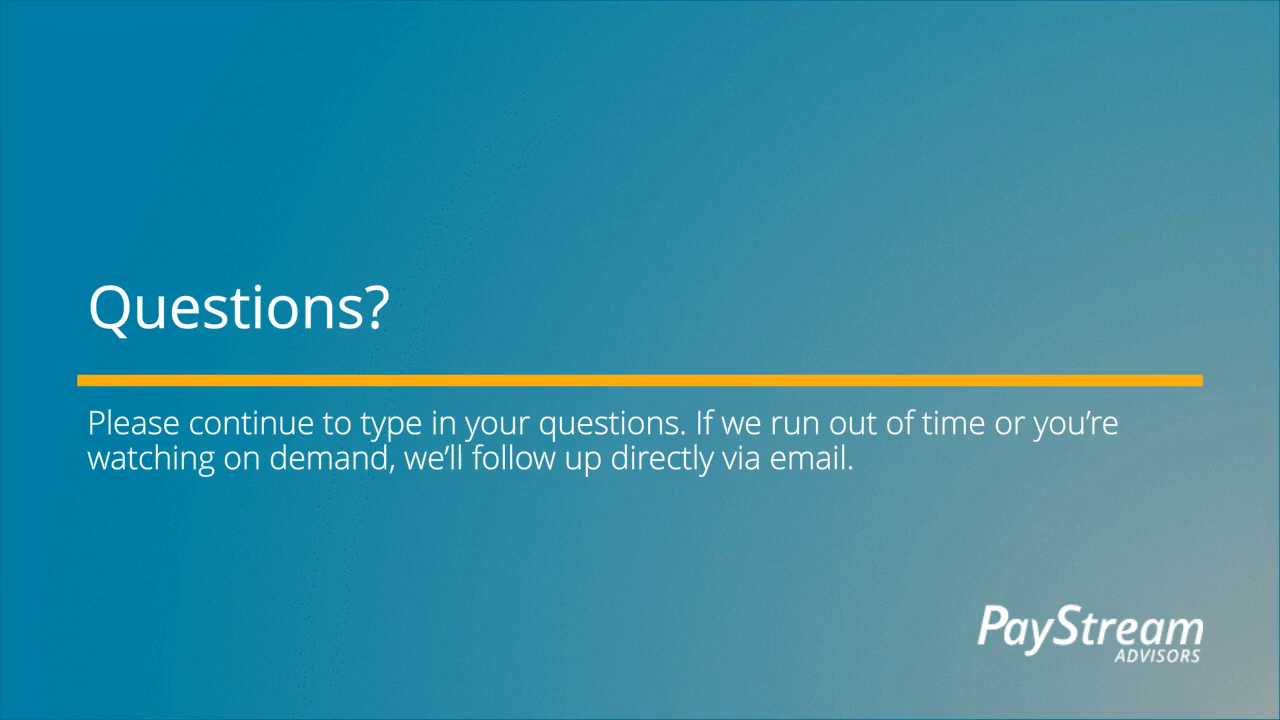 Questions?
Please continue to type in your questions. If we run out of time or you’re
watching on demand, we’ll follow up directly via email.
PayStream
ADVISORS